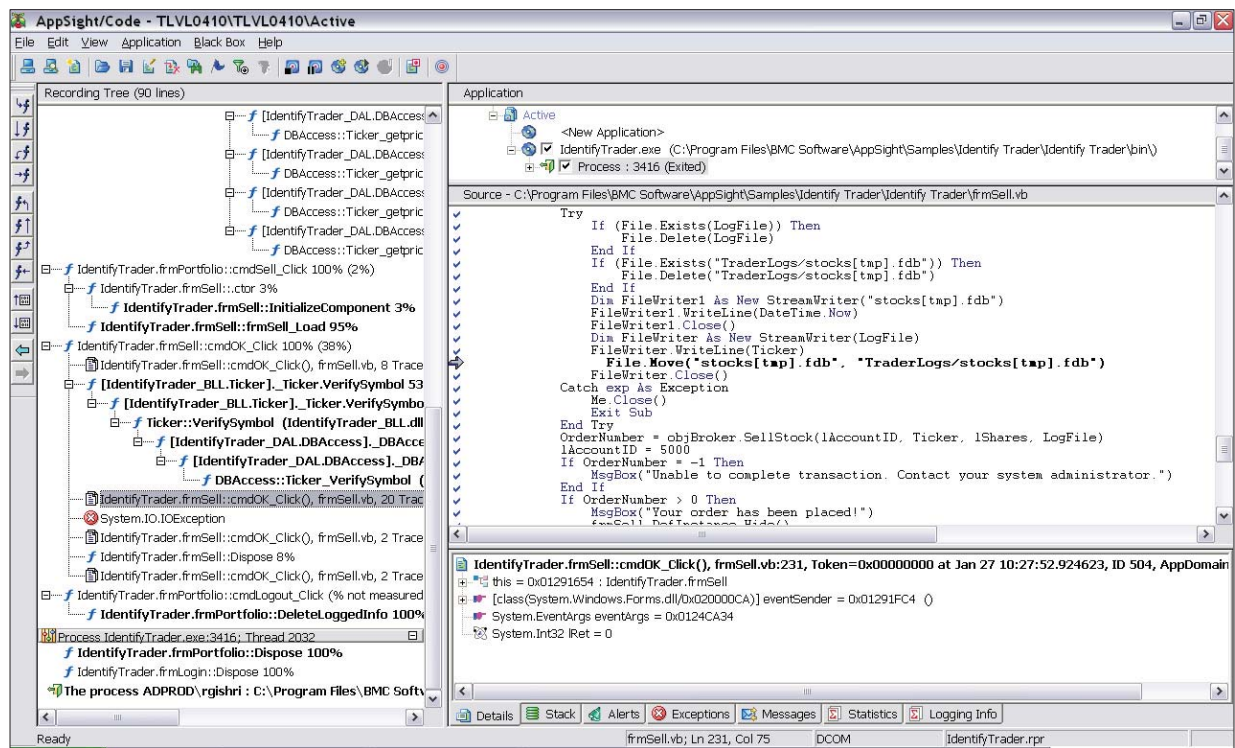 AppSight/Code - TLVL0410\TLVL0410\Active
File Edit View Application Black Box Help
Recording Tree (90 lines)
[IdentifyTrader_DAL.DBAccess
DBAccess::Ticker_getpric
[IdentifyTrader_DAL.DBAccess
DBAccess::Ticker_getpric
[IdentifyTrader_DAL.DBAccess
DBAccess::Ticker_getpric
[IdentifyTrader_DAL.DBAccess
DBAccess::Ticker_getpric
IdentifyTrader.frmPortfolio::cmdSell_Click 100% (2%)
IdentifyTrader.frmSell::.ctor 3%
IdentifyTrader.frmSell::InitializeComponent 3%
IdentifyTrader.frmSell::frmSell_Load 95%
IdentifyTrader.frmSell::cmdOK_Click 100% (38%)
IdentifyTrader.frmSell::cmdOK_Click(), frmSell.vb, 8 Trace
[IdentifyTrader_BLL.Ticker]._Ticker.VerifySymbol 53
[IdentifyTrader_BLL.Ticker]._Ticker.VerifySymbo
Ticker::VerifySymbol (IdentifyTrader_BLL.dll
[IdentifyTrader_DAL.DBAccess]._DBAcce
[IdentifyTrader_DAL.DBAccess]._DBA
DBAccess::Ticker_VerifySymbol (
IdentifyTrader.frmSell::cmdOK_Click(), frmSell.vb, 20 Trac
System.IO.IOException
IdentifyTrader.frmSell::cmdOK_Click(), frmSell.vb, 2 Trace
IdentifyTrader.frmSell::Dispose 8%
IdentifyTrader.frmSell::cmdOK_Click(), frmSell.vb, 2 Trace
IdentifyTrader.frmPortfolio::cmdLogout_Click (% not measured
IdentifyTrader.frmPortfolio::DeleteLoggedInfo 100%
Process IdentifyTrader.exe:3416; Thread 2032
IdentifyTrader.frmPortfolio::Dispose 100%
IdentifyTrader.frmLogin::Dispose 100%
The process ADPROD\rgishri : C:\Program Files\BMC Softv
Application
Active
<New Application>
IdentifyTrader.exe (C:\Program Files\BMC Software\AppSight\Samples\Identify Trader\Identify Trader\bin\)
Process : 3416 (Exited)
Source - C:\Program Files\BMC Software\AppSight\Samples\Identify Trader\Identify Trader\frmSell.vb
Try
If (File.Exists(LogFile)) Then
File.Delete(LogFile)
End If
If (File.Exists("TraderLogs/stocks[tmp].fdb")) Then
File.Delete("TraderLogs/stocks[tmp].fdb")
End If
Dim FileWriter1 As New StreamWriter("stocks[tmp].fdb")
FileWriter1.WriteLine(DateTime.Now)
FileWriter1.Close()
Dim FileWriter As New StreamWriter(LogFile)
FileWriter.WriteLine(Ticker)
File.Move("stocks[tmp].fdb", "TraderLogs/stocks[tmp].fdb")
FileWriter.Close()
Catch exp As Exception
Me.Close()
Exit Sub
End Try
OrderNumber = objBroker.SellStock(lAccountID, Ticker, lShares, LogFile)
lAccountID = 5000
If OrderNumber = -1 Then
MsgBox("Unable to complete transaction. Contact your system administrator.")
End If
If OrderNumber > 0 Then
MsgBox("Your order has been placed!")
frmSell.DefInstance.Hide()
IdentifyTrader.frmSell::cmdOK_Click(), frmSell.vb:231, Token=0x00000000 at Jan 27 10:27:52.924623, ID 504, AppDomain
this = 0x01291654 : IdentifyTrader.frmSell
[class(System.Windows.Forms.dll/0x020000CA)] eventSender = 0x01291FC4 ()
System.EventArgs eventArgs = 0x0124CA34
System.Int32 lRet = 0
Details Stack Alerts Exceptions Messages Statistics Logging Info
Ready frmSell.vb; Ln 231, Col 75 DCOM IdentifyTrader.rpr